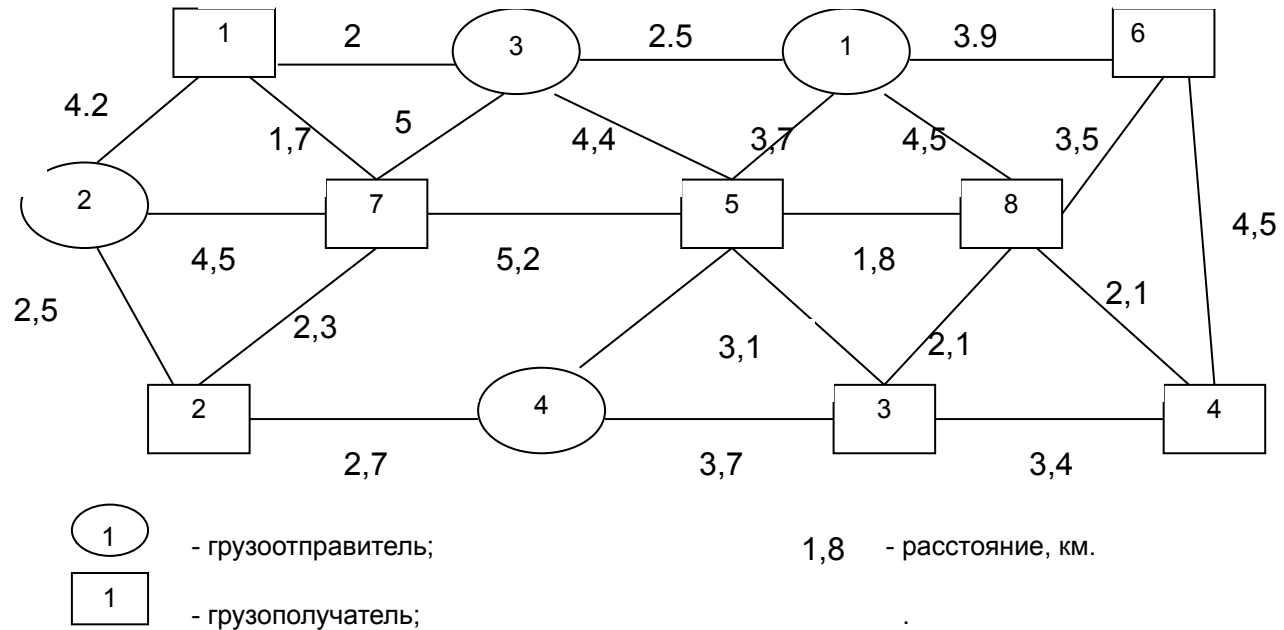 1 2 3 2.5 1 3.9 6
4.2 1,7 5 4,4 3,7 4,5 3,5
2 7 5 8 4,5
4,5 5,2 1,8
2,5 2,3 3,1 2,1 2,1
2 4 3 4
2,7 3,7 3,4
1 - грузоотправитель; 1,8 - расстояние, км.
1 - грузополучатель; .